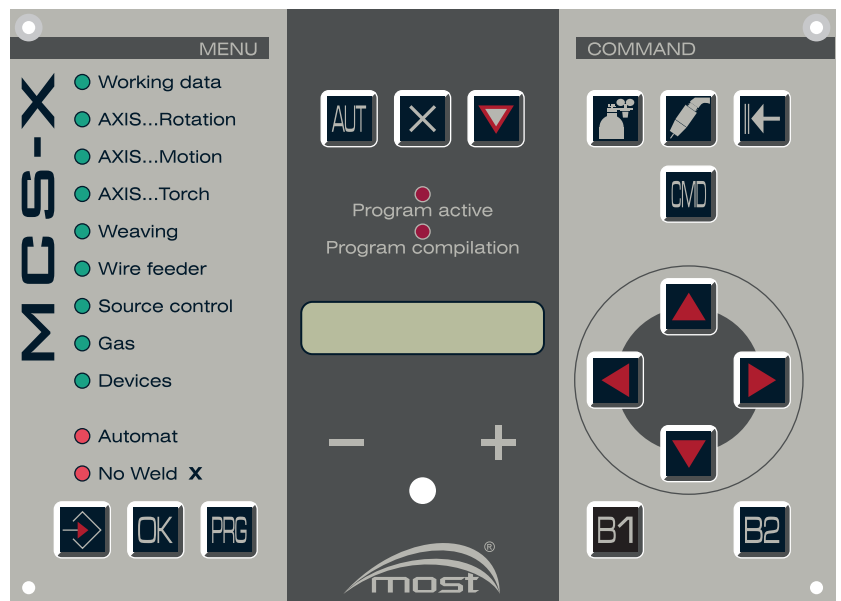 MENU
COMMAND
MCS-X
Working data
AXIS...Rotation
AXIS...Motion
AXIS...Torch
Weaving
Wire feeder
Source control
Gas
Devices
Automat
No Weld X
OK
PRG
AUT
Program active
Program compilation
− +
most®
CMD
B1
B2